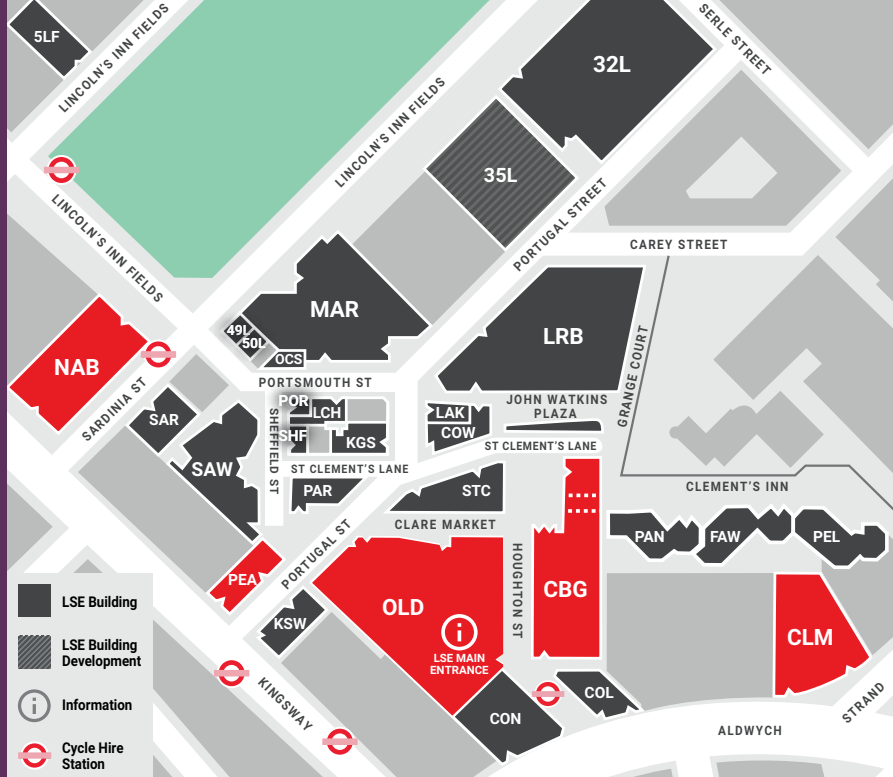 5LF
LINCOLN'S INN FIELDS
SERLE STREET
32L
LINCOLN'S INN FIELDS
35L
LINCOLN'S INN FIELDS
PORTUGAL STREET
CAREY STREET
MAR
49L
50L
OCS
LRB
NAB
PORTSMOUTH ST
GRANGE COURT
SARDINIA ST
SAR
POR
LCH
SHEFFIELD ST
SHF
KGS
LAK
COW
JOHN WATKINS
PLAZA
ST CLEMENT'S LANE
SAW
ST CLEMENT'S LANE
PAR
STC
CLEMENT'S INN
CLARE MARKET
PAN
FAW
PEL
PORTUGAL ST
HOUGHTON ST
PEA
CBG
OLD
KSW
LSE MAIN
ENTRANCE
CLM
COL
CON
KINGSWAY
ALDWYCH
STRAND
LSE Building
LSE Building
Development
Information
Cycle Hire
Station